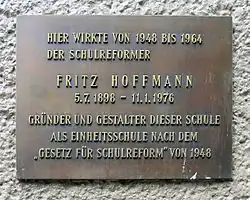 HIER WIRKTE VON 1948 BIS 1964
DER SCHULREFORMER
FRITZ HOFFMANN
5.7.1896 – 11.1.1976
GRÜNDER UND GESTALTER DIESER SCHULE
ALS EINHEITSSCHULE NACH DEM
„GESETZ FÜR SCHULREFORM” VON 1948